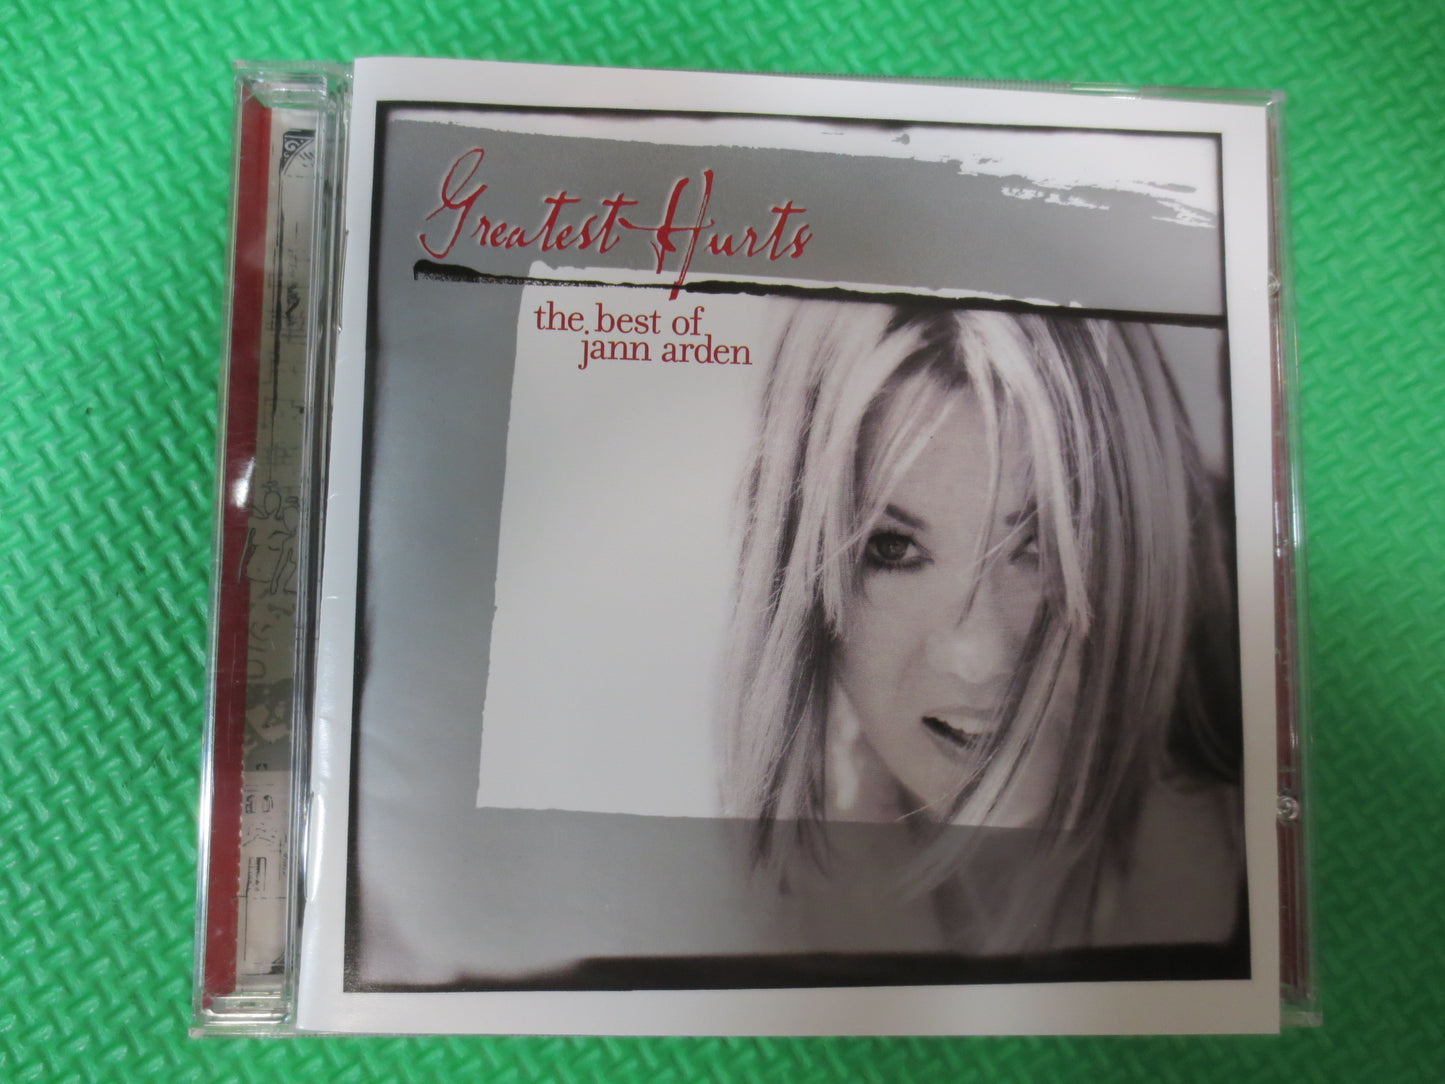 Greatest Hurts
the best of
jann arden